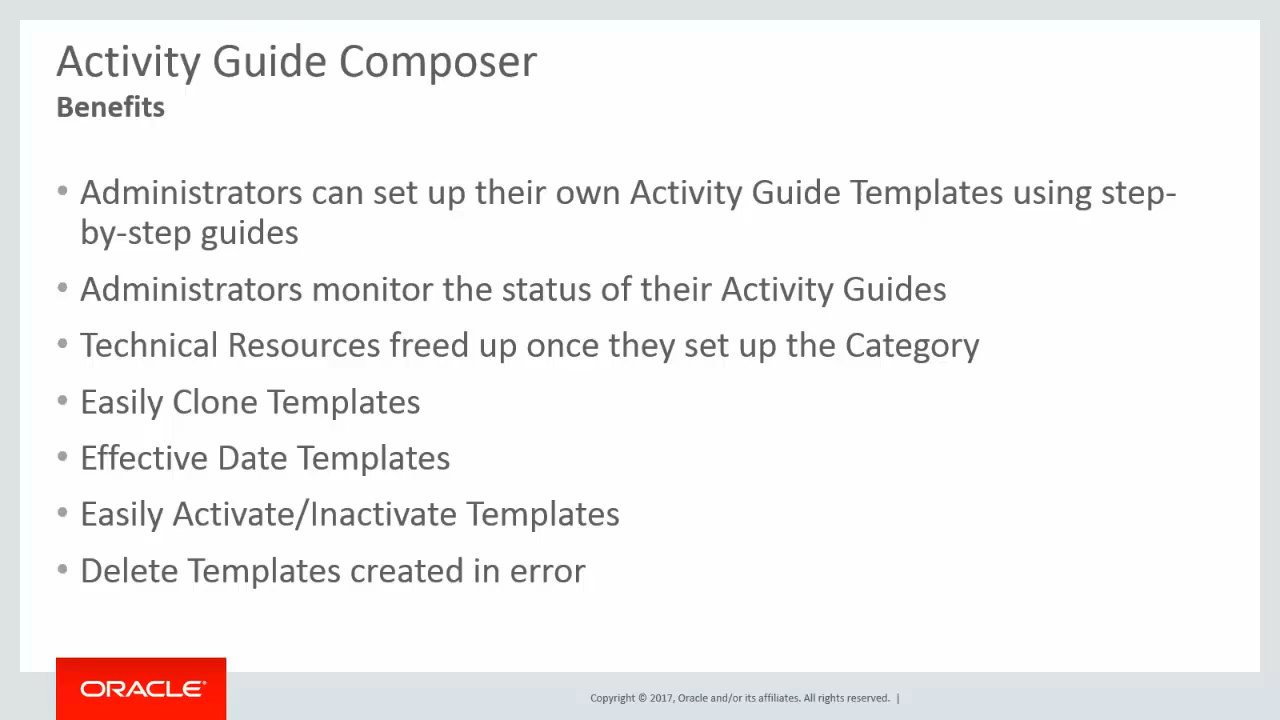 Activity Guide Composer
Benefits
• Administrators can set up their own Activity Guide Templates using step-
by-step guides
• Administrators monitor the status of their Activity Guides
• Technical Resources freed up once they set up the Category
• Easily Clone Templates
• Effective Date Templates
• Easily Activate/Inactivate Templates
• Delete Templates created in error
ORACLE®
Copyright © 2017, Oracle and/or its affiliates. All rights reserved. |